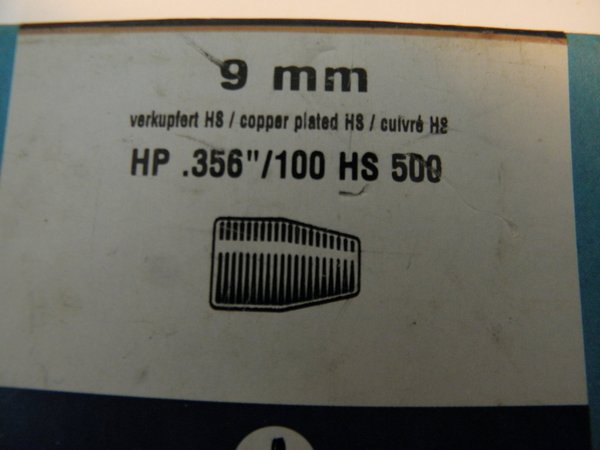 9 mm
verkupfert HS / copper plated HS / cuivré HS
HP .356"/100 HS 500